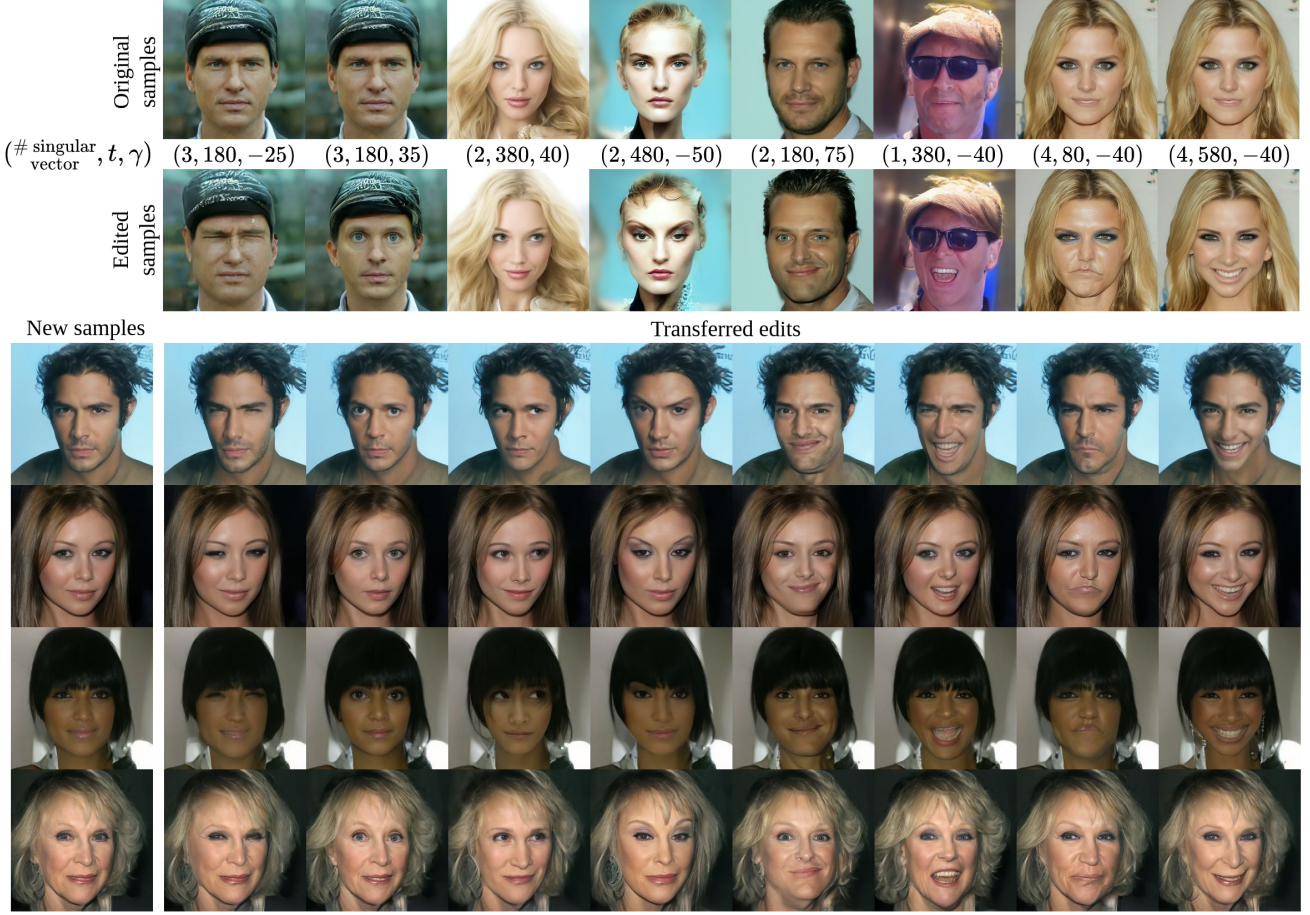 Original samples
(# singular vector, t, γ) (3, 180, −25) (3, 180, 35) (2, 380, 40) (2, 480, −50) (2, 180, 75) (1, 380, −40) (4, 80, −40) (4, 580, −40)
Edited samples
New samples
Transferred edits